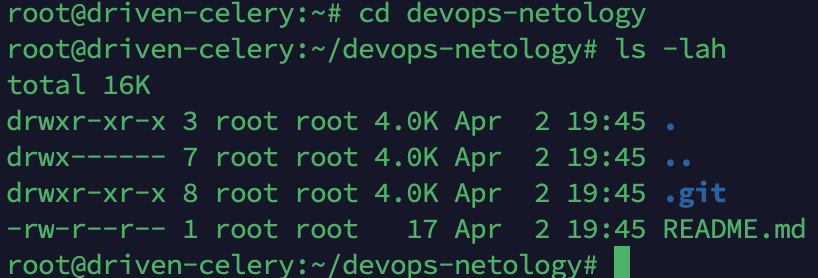 root@driven-celery:~# cd devops-netology
root@driven-celery:~/devops-netology# ls -lah
total 16K
drwxr-xr-x 3 root root 4.0K Apr  2 19:45 .
drwx------ 7 root root 4.0K Apr  2 19:45 ..
drwxr-xr-x 8 root root 4.0K Apr  2 19:45 .git
-rw-r--r-- 1 root root   17 Apr  2 19:45 README.md
root@driven-celery:~/devops-netology#